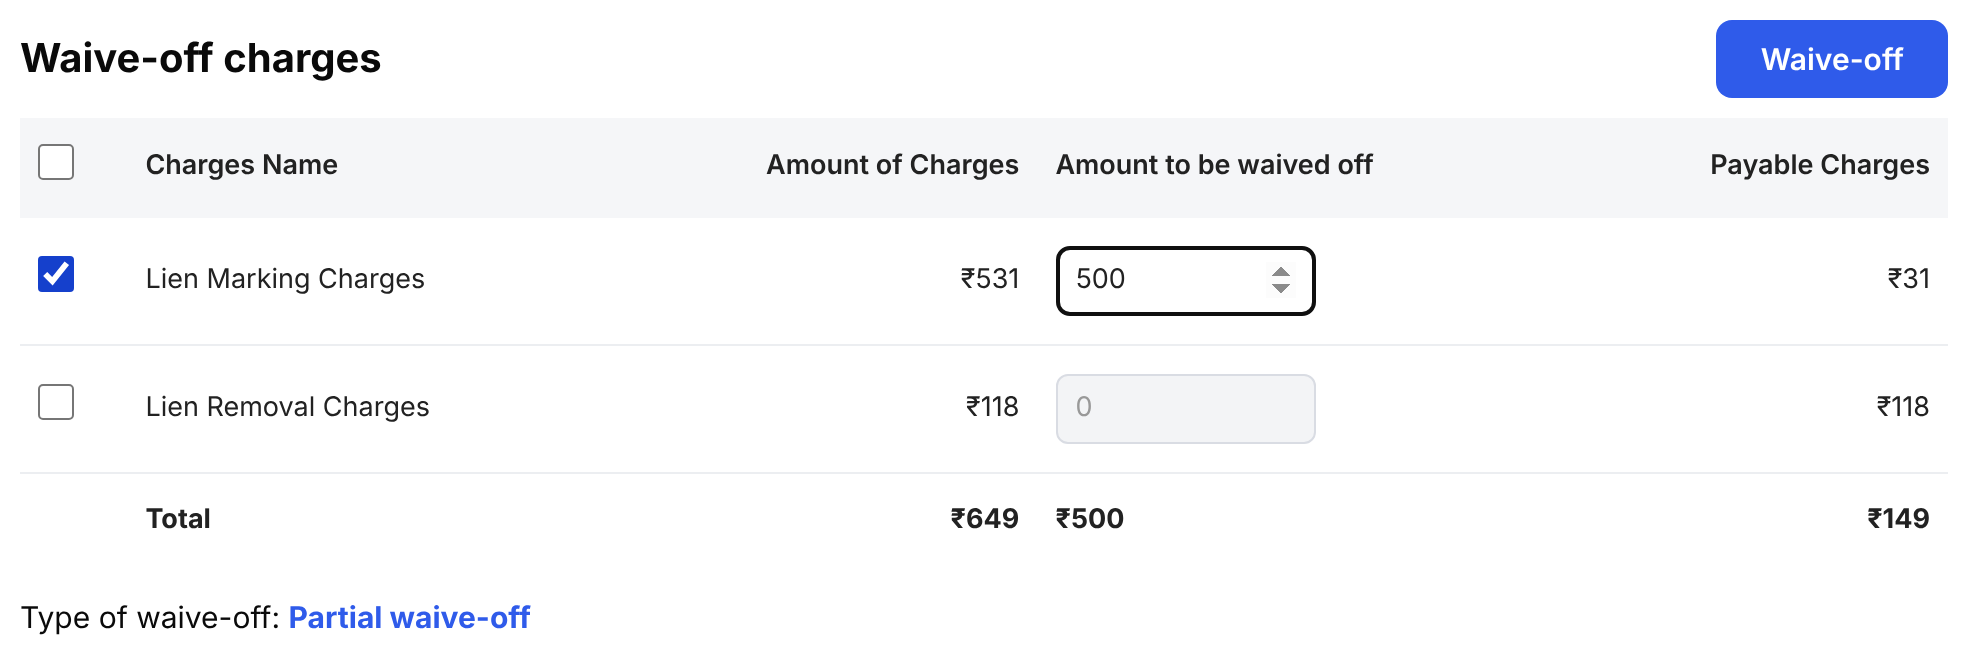 Waive-off charges
Waive-off
Charges Name Amount of Charges Amount to be waived off Payable Charges
Lien Marking Charges ₹531 500 ₹31
Lien Removal Charges ₹118 0 ₹118
Total ₹649 ₹500 ₹149
Type of waive-off: Partial waive-off